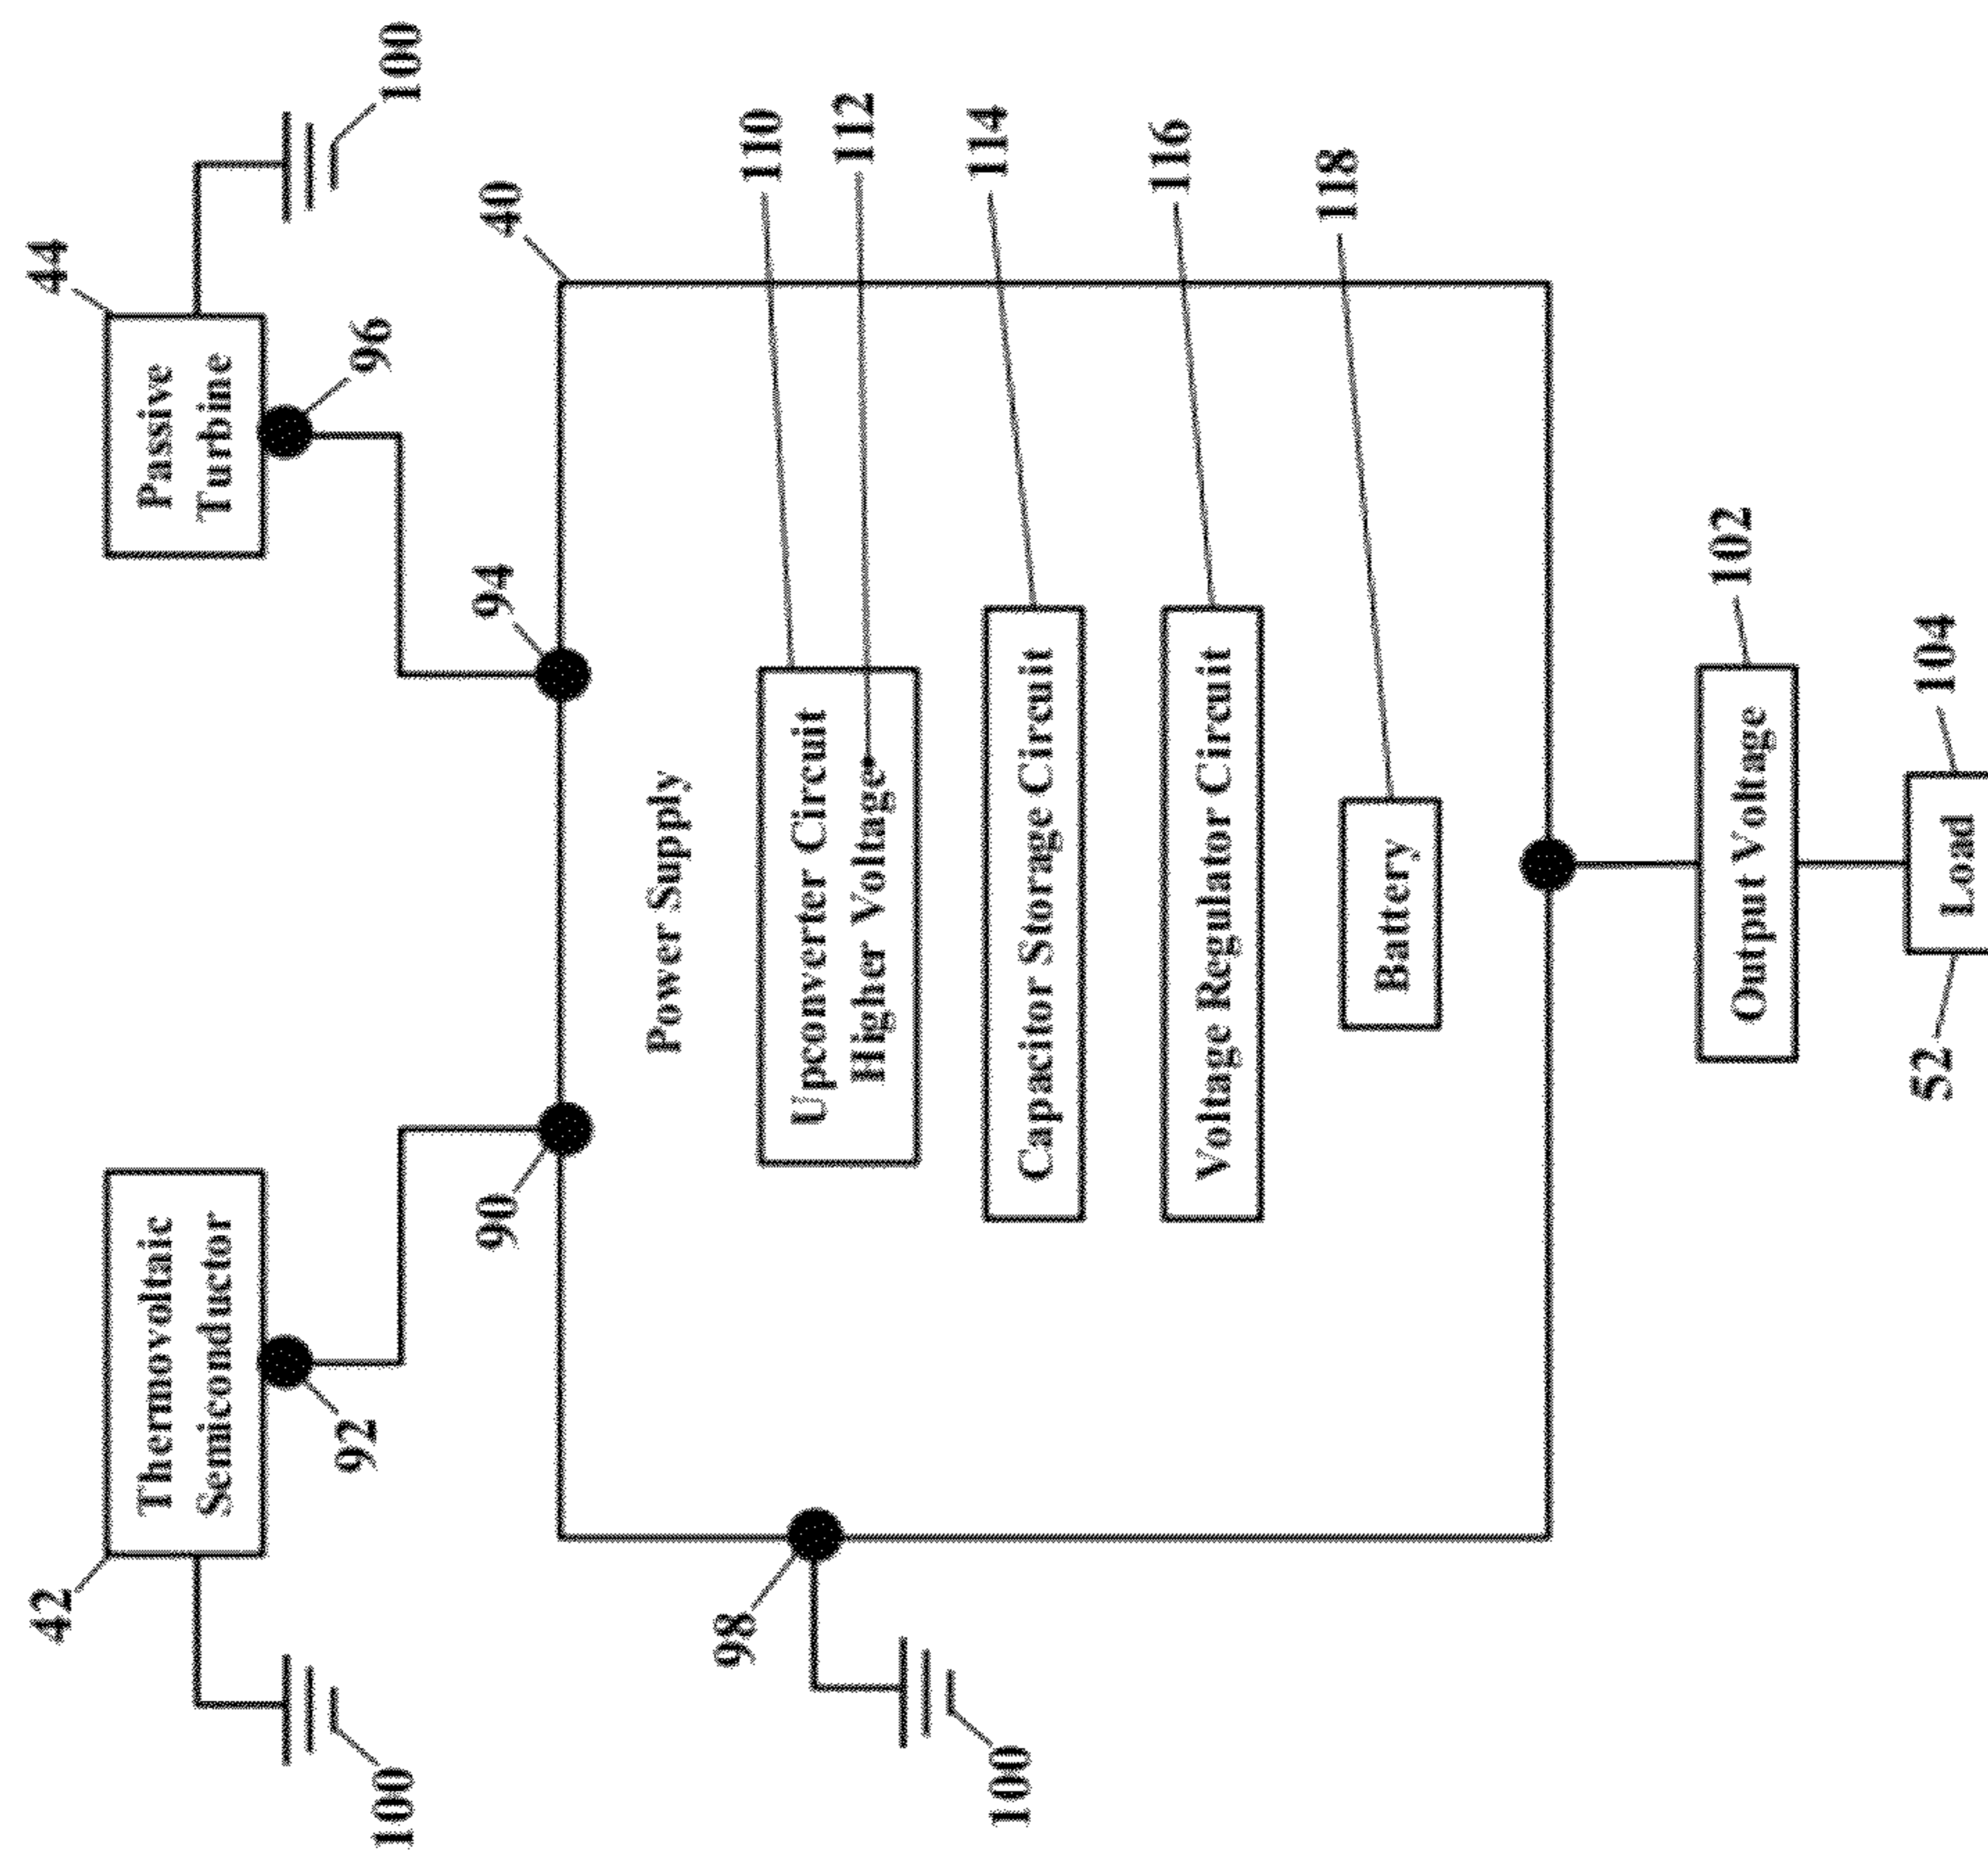 42
44
Thermovoltaic
Semiconductor
Passive
Turbine
100
92
96
100
90
94
40
Power Supply
98
100
Upconverter Circuit
Higher Voltage
110
112
Capacitor Storage Circuit
114
Voltage Regulator Circuit
116
Battery
118
Output Voltage
102
52
Load
104